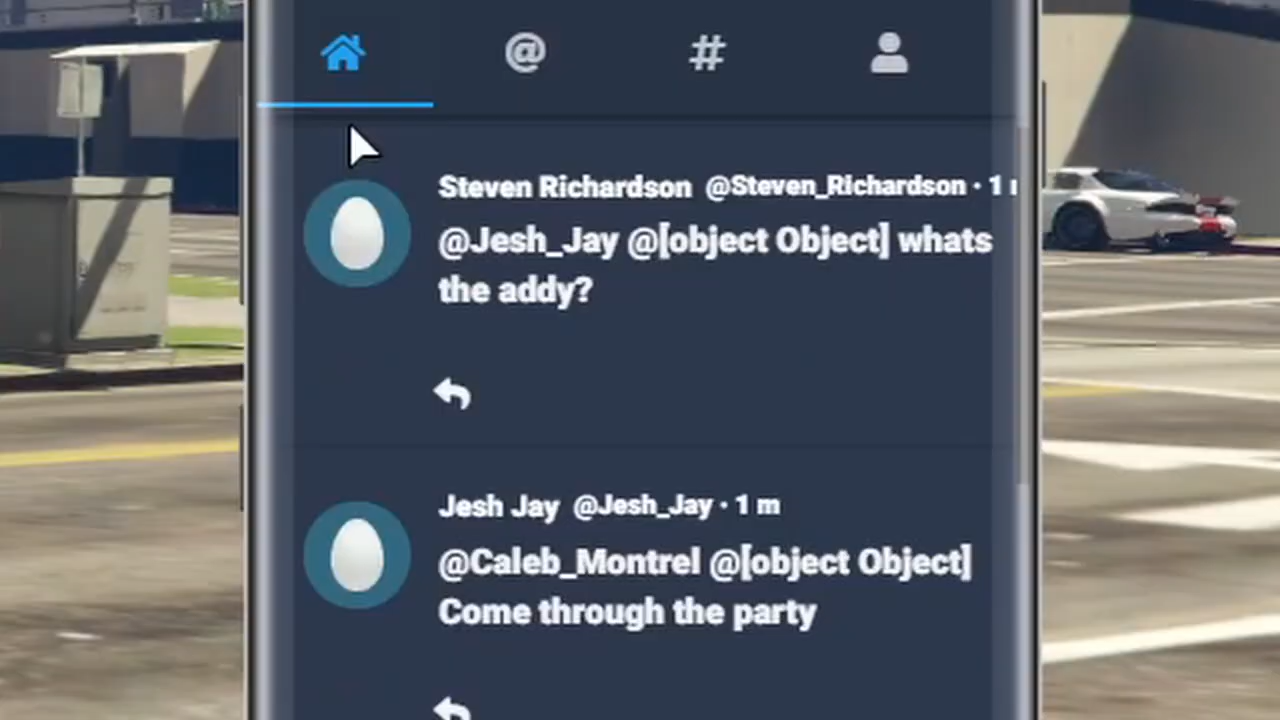 @ #
Steven Richardson @Steven_Richardson · 1
@Jesh_Jay @[object Object] whats
the addy?
Jesh Jay @Jesh_Jay · 1 m
@Caleb_Montrel @[object Object]
Come through the party